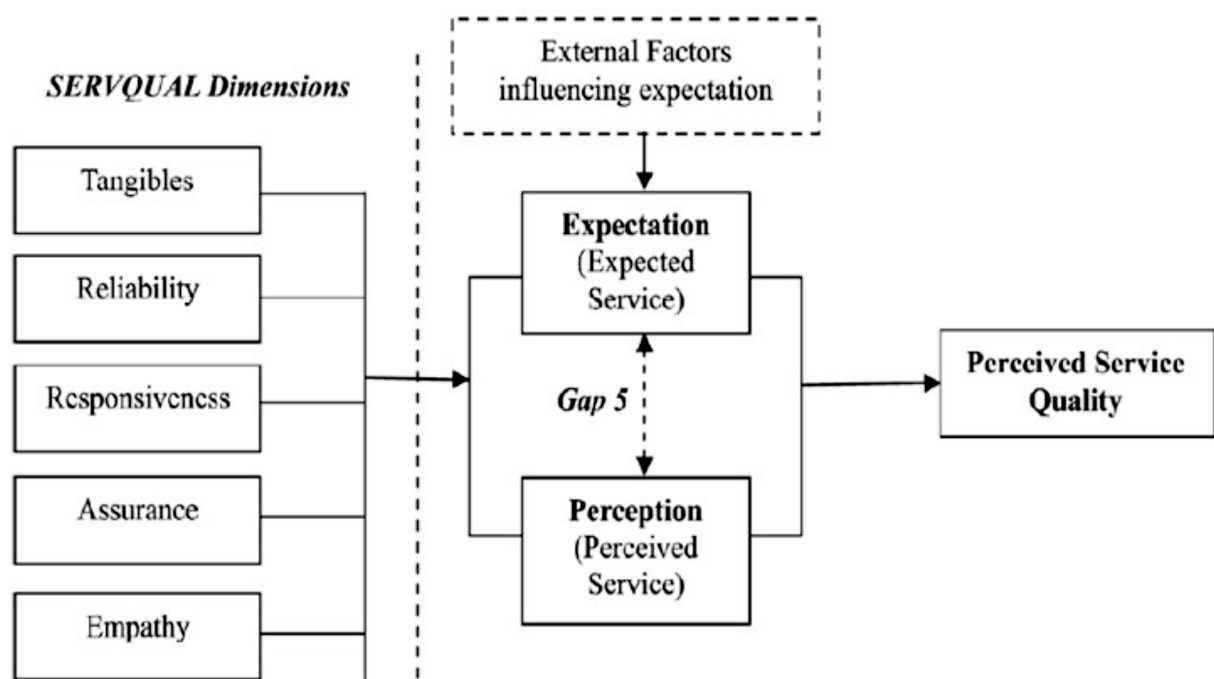 SERVQUAL Dimensions
Tangibles
Reliability
Responsiveness
Assurance
Empathy
External Factors
influencing expectation
Expectation
(Expected
Service)
Gap 5
Perception
(Perceived
Service)
Perceived Service
Quality